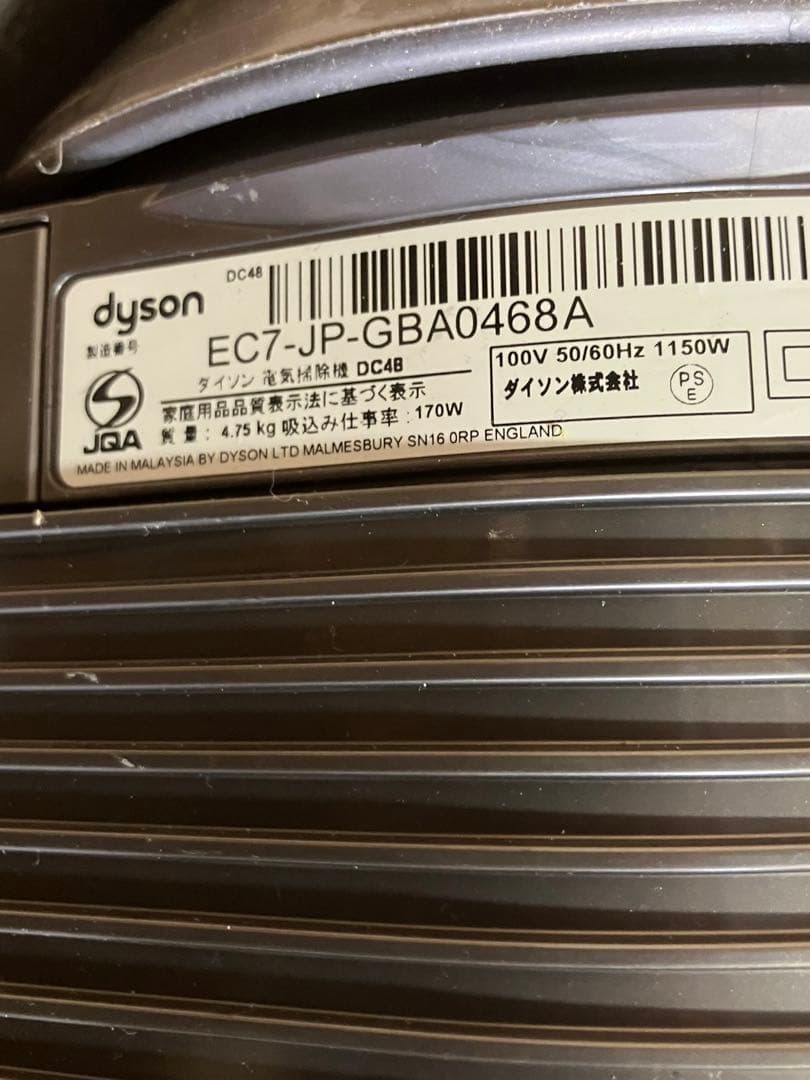 DC48
dyson
製造番号
EC7-JP-GBA0468A
ダイソン 電気掃除機 DC48
100V 50/60Hz 1150W
ダイソン株式会社
PS
E
家庭用品品質表示法に基づく表示
質 量 : 4.75 kg 吸込み仕事率 : 170W
JQA
MADE IN MALAYSIA BY DYSON LTD MALMESBURY SN16 0RP ENGLAND